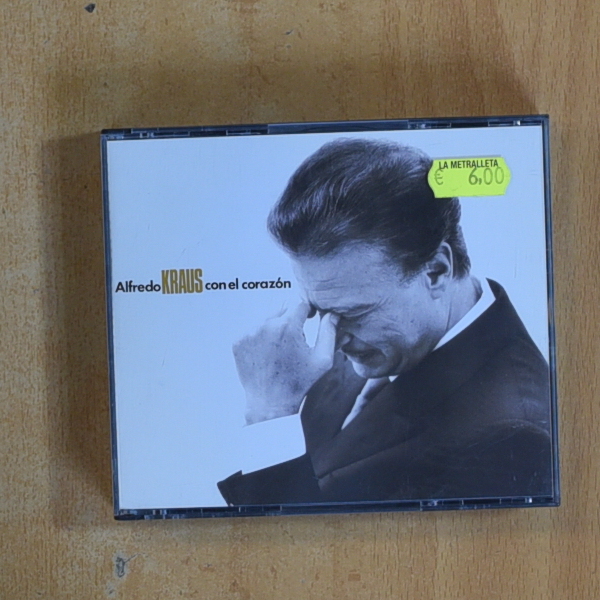 LA METRALLETA
€ 6,00
Alfredo KRAUS con el corazón